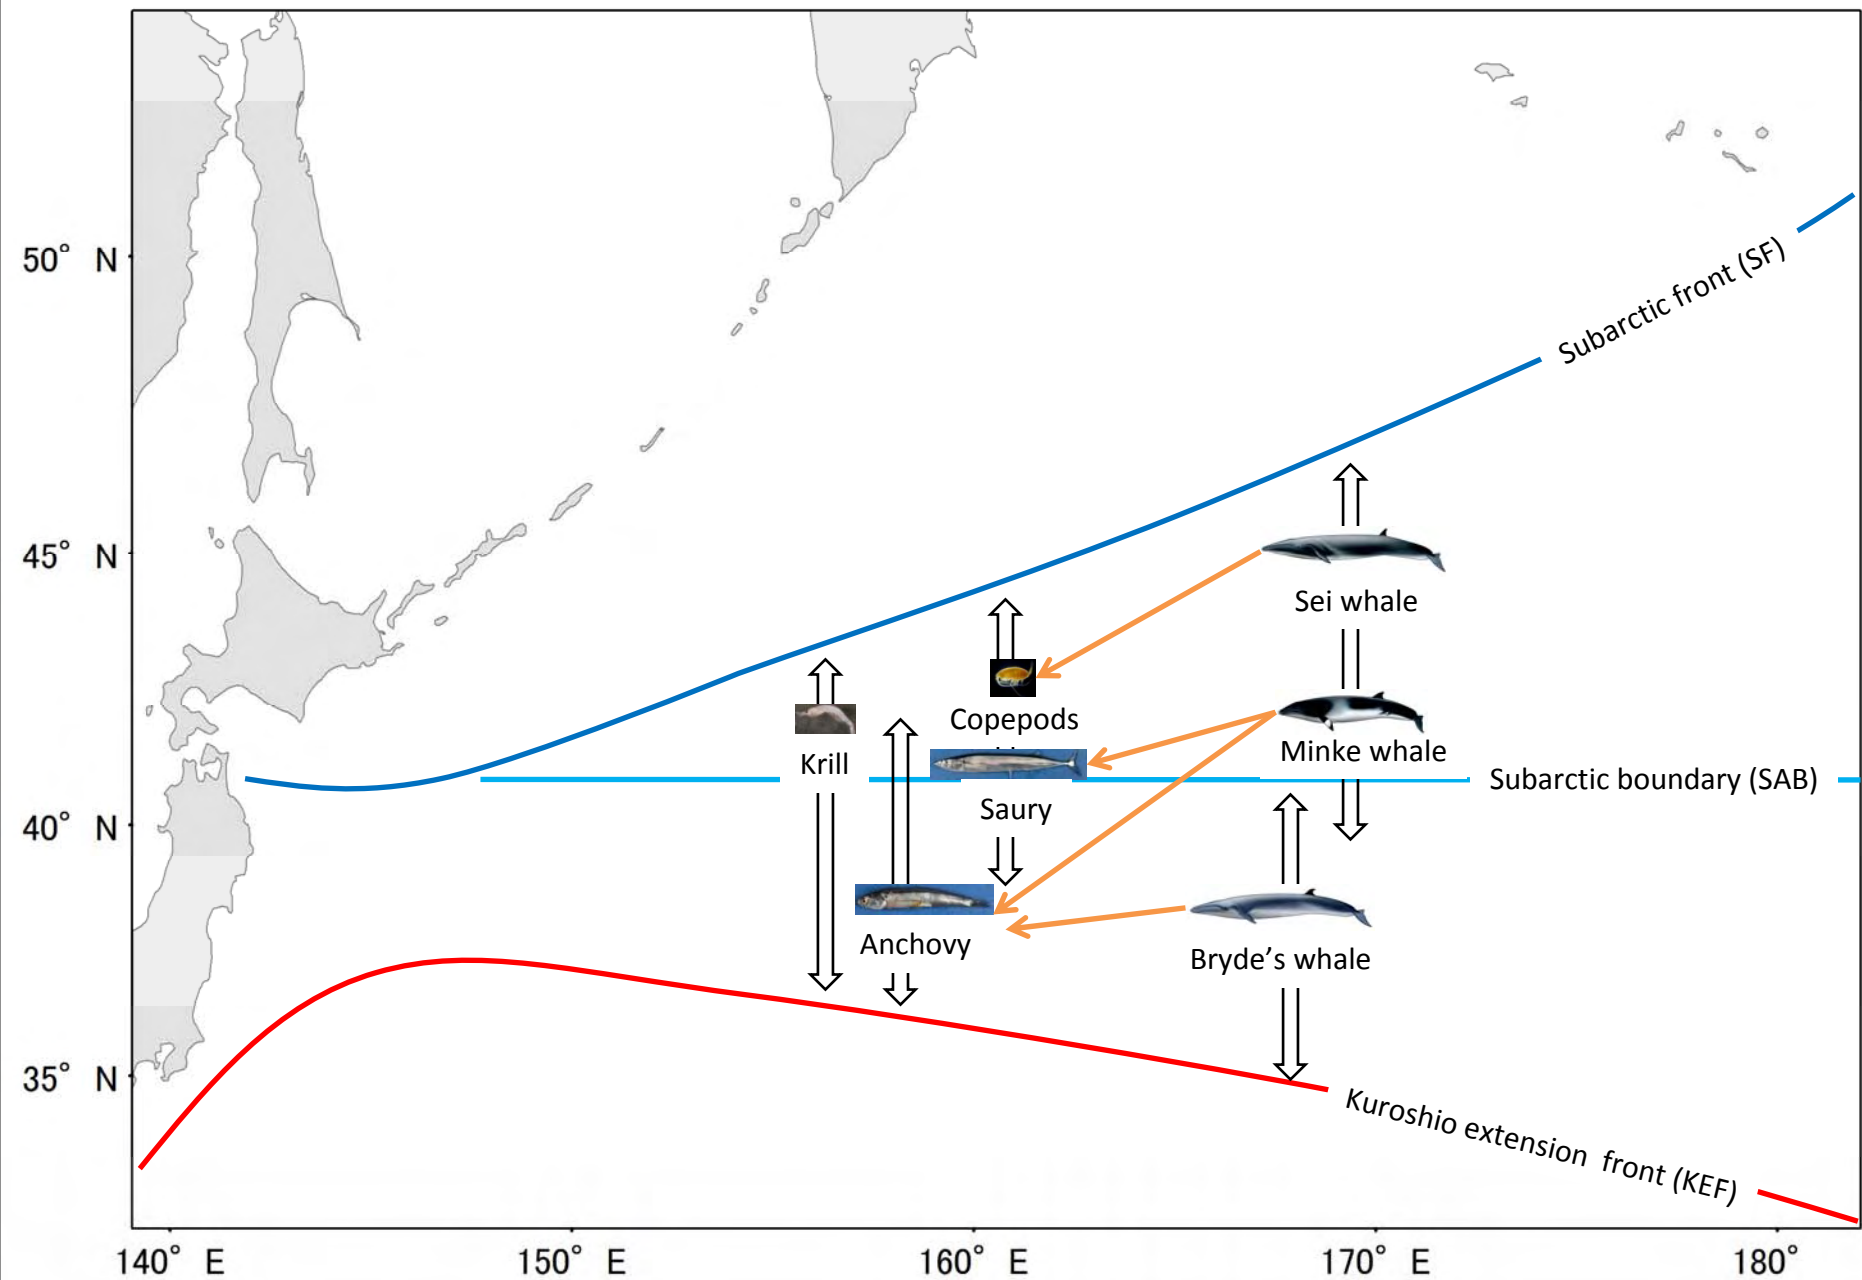 50° N
Subarctic front (SF)
45° N
Sei whale
Copepods
Minke whale
Krill
Subarctic boundary (SAB)
Saury
40° N
Anchovy
Bryde’s whale
35° N
Kuroshio extension front (KEF)
140° E
150° E
160° E
170° E
180°